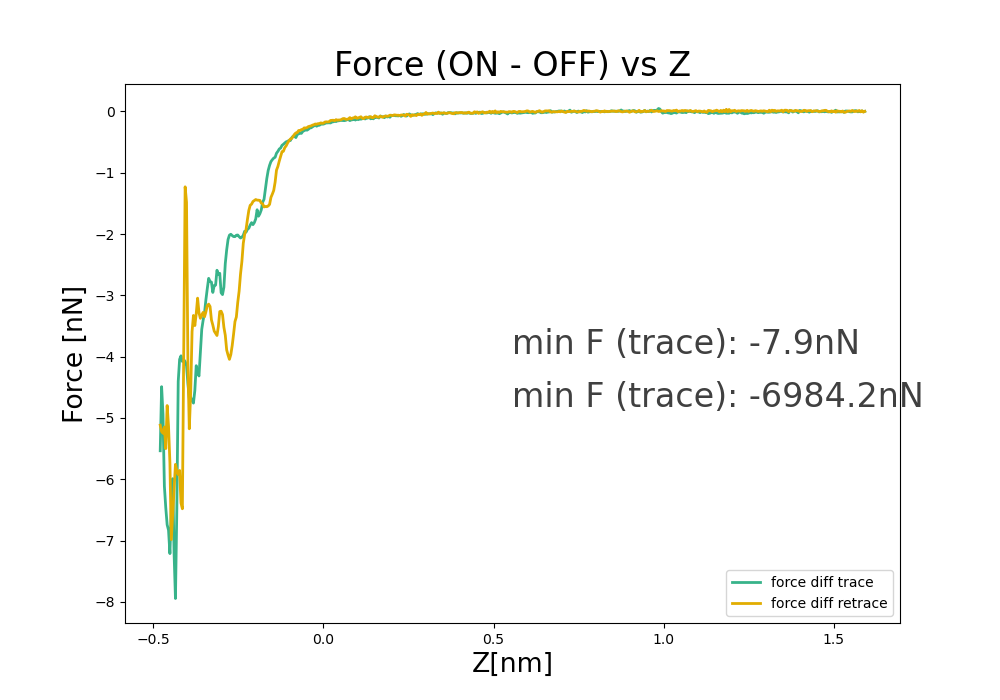 Force (ON - OFF) vs Z
0
−1
−2
−3
−4
−5
−6
−7
−8
Force [nN]
min F (trace): -7.9nN
min F (trace): -6984.2nN
force diff trace
force diff retrace
−0.5
0.0
0.5
1.0
1.5
Z[nm]